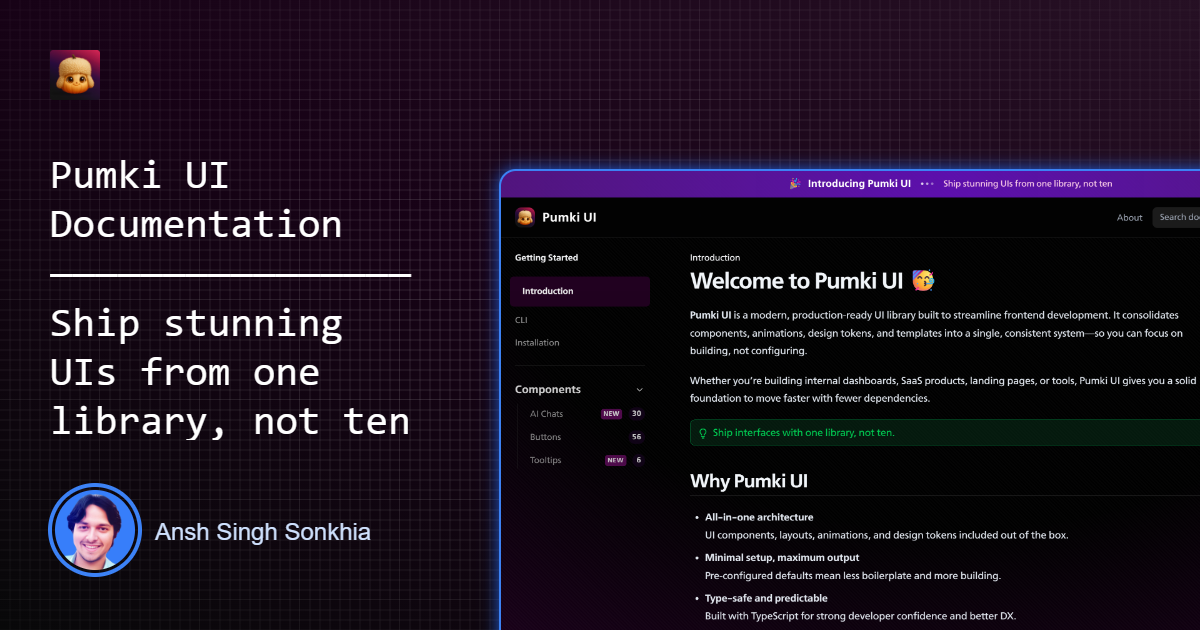 Pumki UI
Documentation
Ship stunning
UIs from one
library, not ten
Ansh Singh Sonkhia
🎉 Introducing Pumki UI ••• Ship stunning UIs from one library, not ten
Pumki UI
About
Search doc
Getting Started
Introduction
CLI
Installation
Components
AI Chats NEW 30
Buttons 56
Tooltips NEW 6
Introduction
Welcome to Pumki UI 🥳
Pumki UI is a modern, production-ready UI library built to streamline frontend development. It consolidates
components, animations, design tokens, and templates into a single, consistent system—so you can focus on
building, not configuring.
Whether you’re building internal dashboards, SaaS products, landing pages, or tools, Pumki UI gives you a solid
foundation to move faster with fewer dependencies.
Ship interfaces with one library, not ten.
Why Pumki UI
• All-in-one architecture
UI components, layouts, animations, and design tokens included out of the box.
• Minimal setup, maximum output
Pre-configured defaults mean less boilerplate and more building.
• Type-safe and predictable
Built with TypeScript for strong developer confidence and better DX.